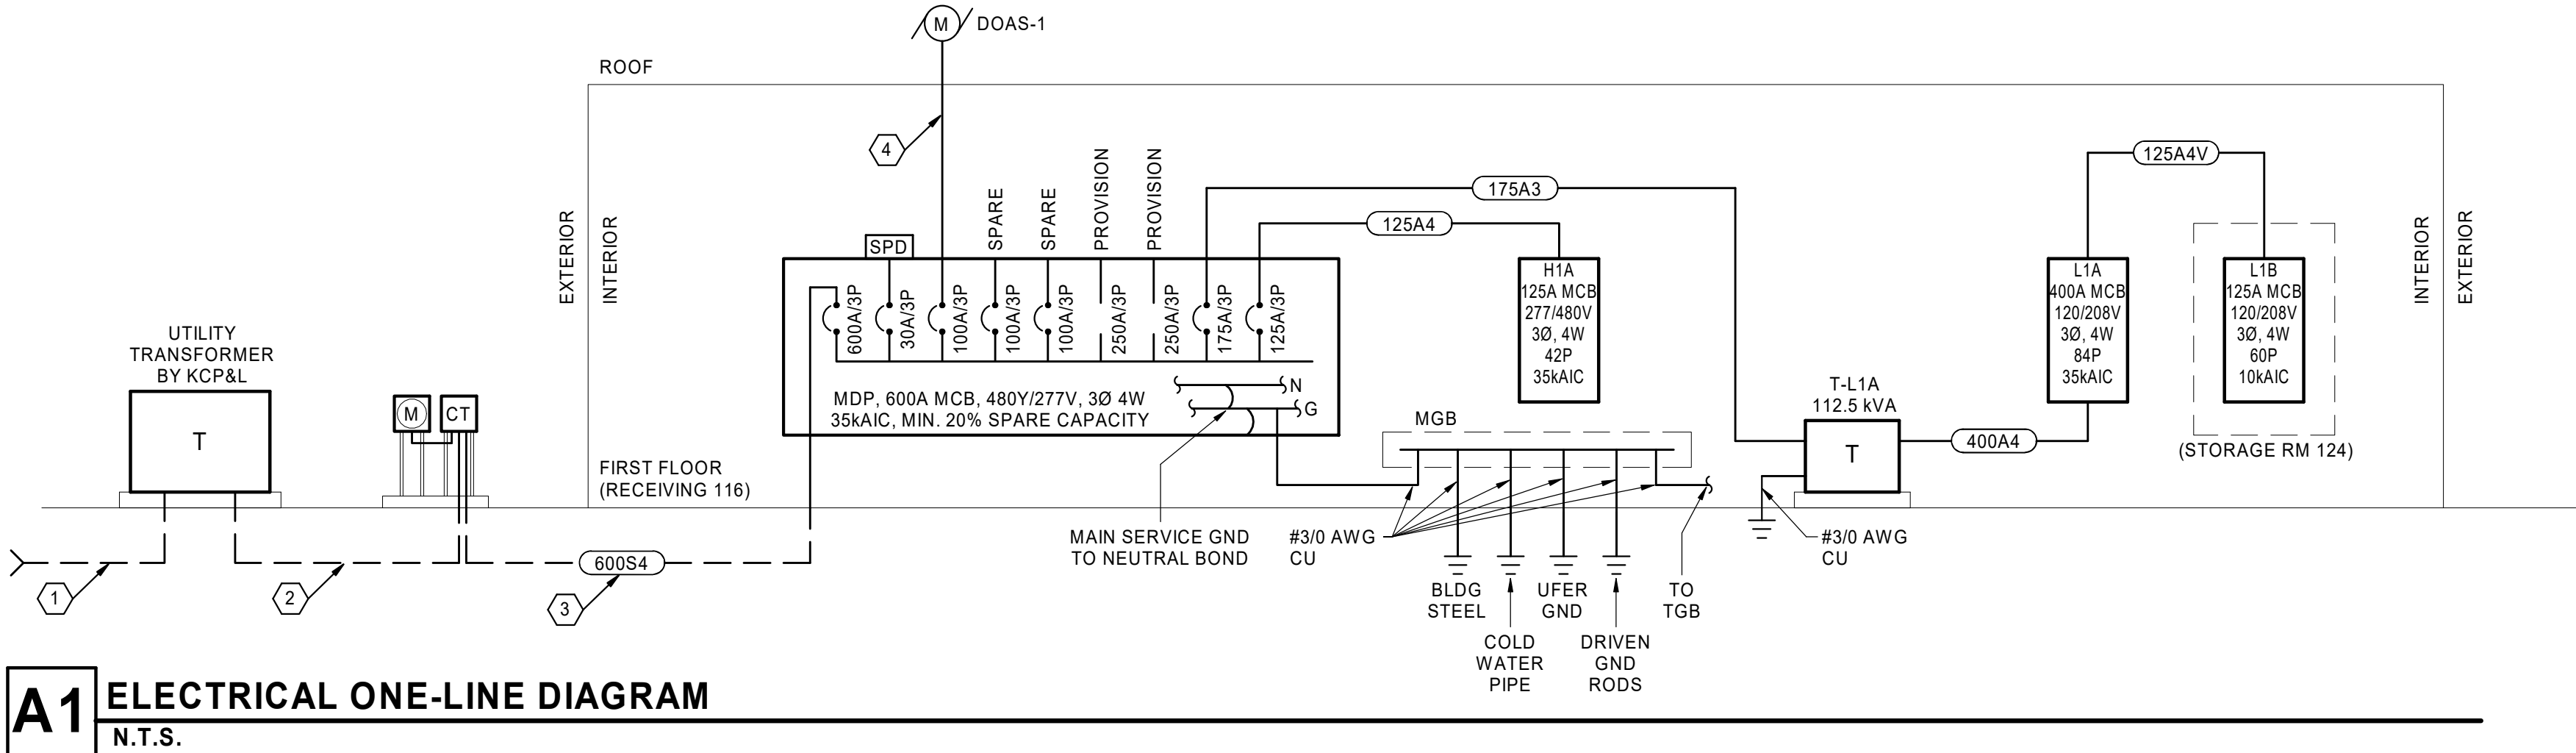 M
DOAS-1
ROOF
4
EXTERIOR
INTERIOR
SPD
SPARE
SPARE
PROVISION
PROVISION
600A/3P
30A/3P
100A/3P
100A/3P
100A/3P
250A/3P
250A/3P
175A/3P
125A/3P
MDP, 600A MCB, 480Y/277V, 3Ø 4W
35kAIC, MIN. 20% SPARE CAPACITY
N
G
175A3
125A4
H1A
125A MCB
277/480V
3Ø, 4W
42P
35kAIC
125A4V
L1A
400A MCB
120/208V
3Ø, 4W
84P
35kAIC
L1B
125A MCB
120/208V
3Ø, 4W
60P
10kAIC
(STORAGE RM 124)
INTERIOR
EXTERIOR
UTILITY
TRANSFORMER
BY KCP&L
T
M
CT
FIRST FLOOR
(RECEIVING 116)
MGB
T-L1A
112.5 kVA
T
400A4
600S4
1
2
3
MAIN SERVICE GND
TO NEUTRAL BOND
#3/0 AWG
CU
BLDG
STEEL
COLD
WATER
PIPE
UFER
GND
DRIVEN
GND
RODS
TO
TGB
#3/0 AWG
CU
A1
ELECTRICAL ONE-LINE DIAGRAM
N.T.S.